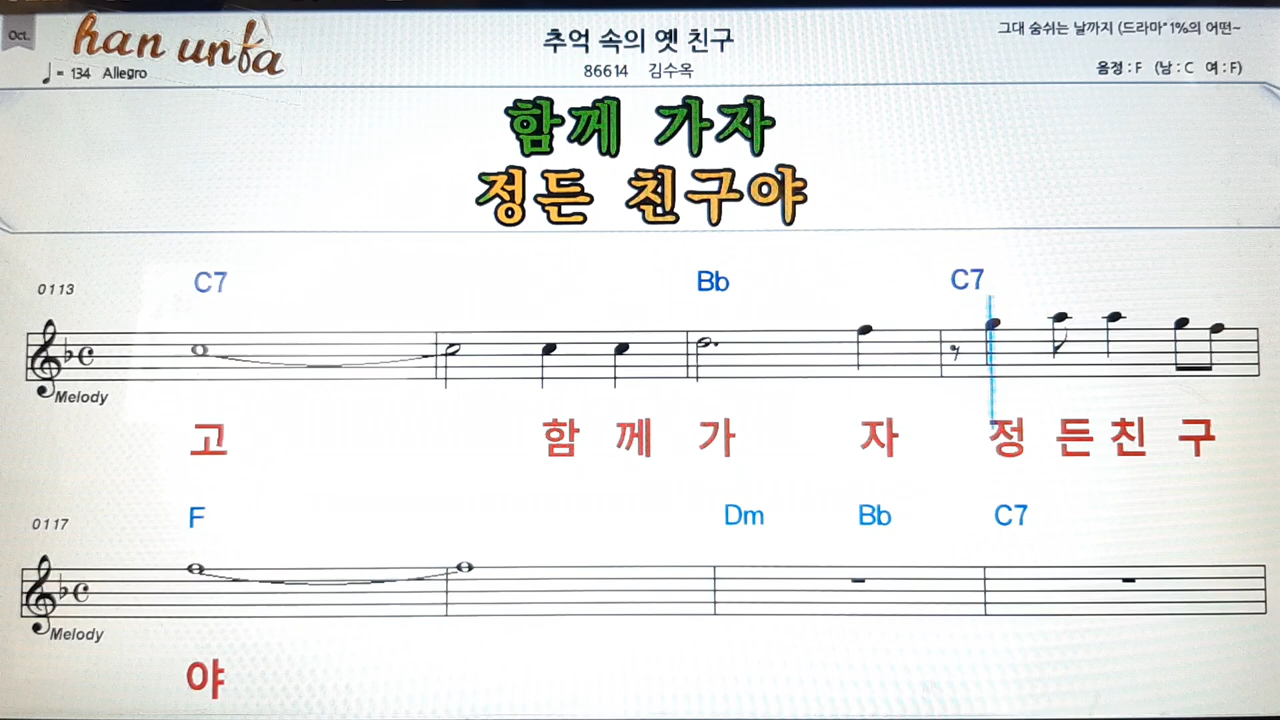 Oct.
han unfa
♩= 134 Allegro
추억 속의 옛 친구
86614 김수옥
그대 숨쉬는 날까지 (드라마"1%의 어떤~
음정 : F (남 : C 여 : F)
함께 가자
정든 친구야
0113 C7 Bb C7
Melody
고 함 께 가 자 정 든 친 구
0117 F Dm Bb C7
Melody
야